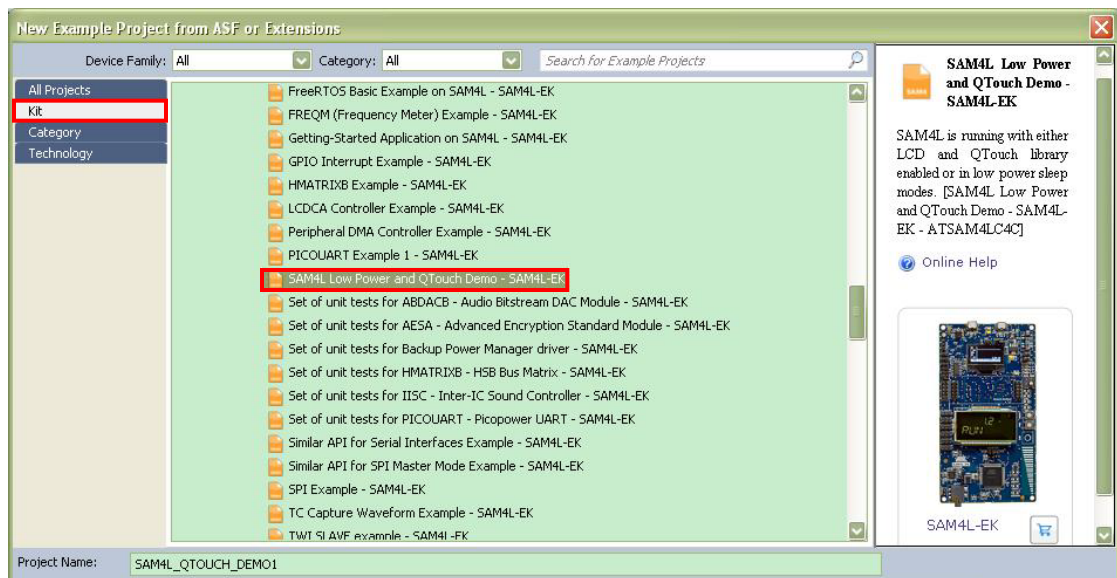 New Example Project from ASF or Extensions
Device Family: All Category: All Search for Example Projects
All Projects
Kit
Category
Technology
FreeRTOS Basic Example on SAM4L - SAM4L-EK
FREQM (Frequency Meter) Example - SAM4L-EK
Getting-Started Application on SAM4L - SAM4L-EK
GPIO Interrupt Example - SAM4L-EK
HMATRIXB Example - SAM4L-EK
LCDCA Controller Example - SAM4L-EK
Peripheral DMA Controller Example - SAM4L-EK
PICOUART Example 1 - SAM4L-EK
SAM4L Low Power and QTouch Demo - SAM4L-EK
Set of unit tests for ABDACB - Audio Bitstream DAC Module - SAM4L-EK
Set of unit tests for AESA - Advanced Encryption Standard Module - SAM4L-EK
Set of unit tests for Backup Power Manager driver - SAM4L-EK
Set of unit tests for HMATRIXB - HSB Bus Matrix - SAM4L-EK
Set of unit tests for IISC - Inter-IC Sound Controller - SAM4L-EK
Set of unit tests for PICOUART - Picopower UART - SAM4L-EK
Similar API for Serial Interfaces Example - SAM4L-EK
Similar API for SPI Master Mode Example - SAM4L-EK
SPI Example - SAM4L-EK
TC Capture Waveform Example - SAM4L-EK
TWI SLAVE example - SAM4L-EK
SAM4L Low Power
and QTouch Demo -
SAM4L-EK
SAM4L is running with either
LCD and QTouch library
enabled or in low power sleep
modes. [SAM4L Low Power
and QTouch Demo - SAM4L-
EK - ATSAM4LC4C]
Online Help
RUN
SAM4L-EK
Project Name: SAM4L_QTOUCH_DEMO1